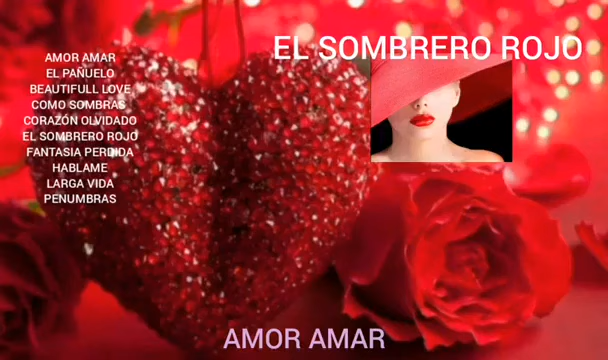 EL SOMBRERO ROJO
AMOR AMAR
EL PAÑUELO
BEAUTIFULL LOVE
COMO SOMBRAS
CORAZÓN OLVIDADO
EL SOMBRERO ROJO
FANTASIA PERDIDA
HABLAME
LARGA VIDA
PENUMBRAS
AMOR AMAR